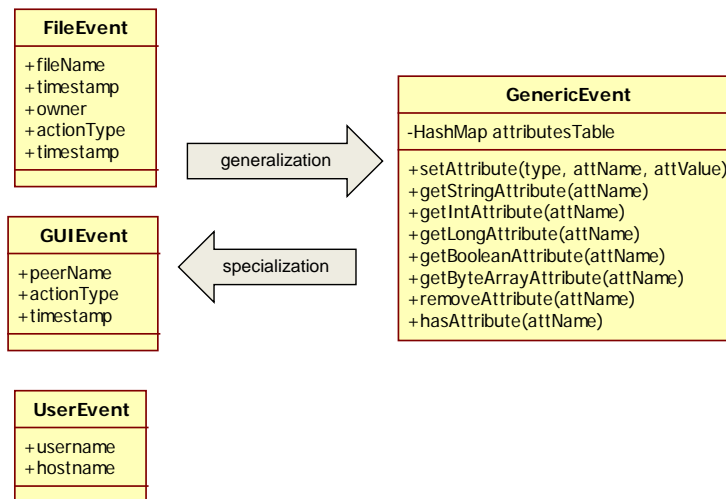 FileEvent
+fileName
+timestamp
+owner
+actionType
+timestamp
generalization
GUIEvent
+peerName
+actionType
+timestamp
specialization
UserEvent
+username
+hostname
GenericEvent
-HashMap attributesTable
+setAttribute(type, attName, attValue)
+getStringAttribute(attName)
+getIntAttribute(attName)
+getLongAttribute(attName)
+getBooleanAttribute(attName)
+getByteArrayAttribute(attName)
+removeAttribute(attName)
+hasAttribute(attName)